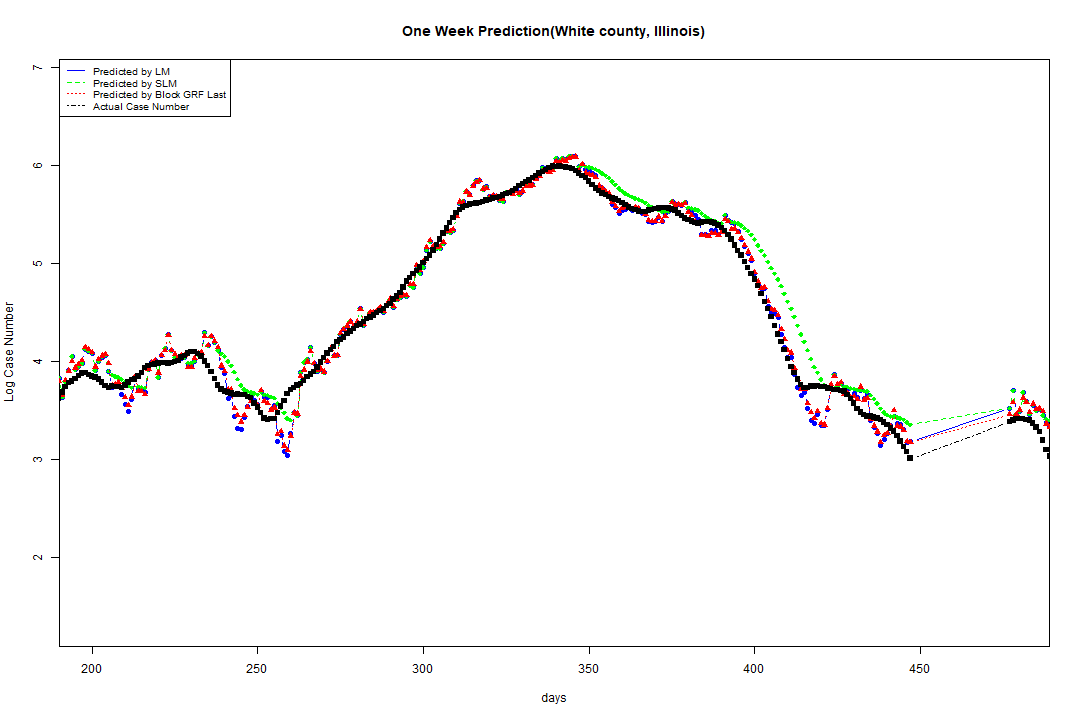 One Week Prediction(White county, Illinois)
Predicted by LM
Predicted by SLM
Predicted by Block GRF Last
Actual Case Number
7
6
5
4
3
2
Log Case Number
200 250 300 350 400 450
days